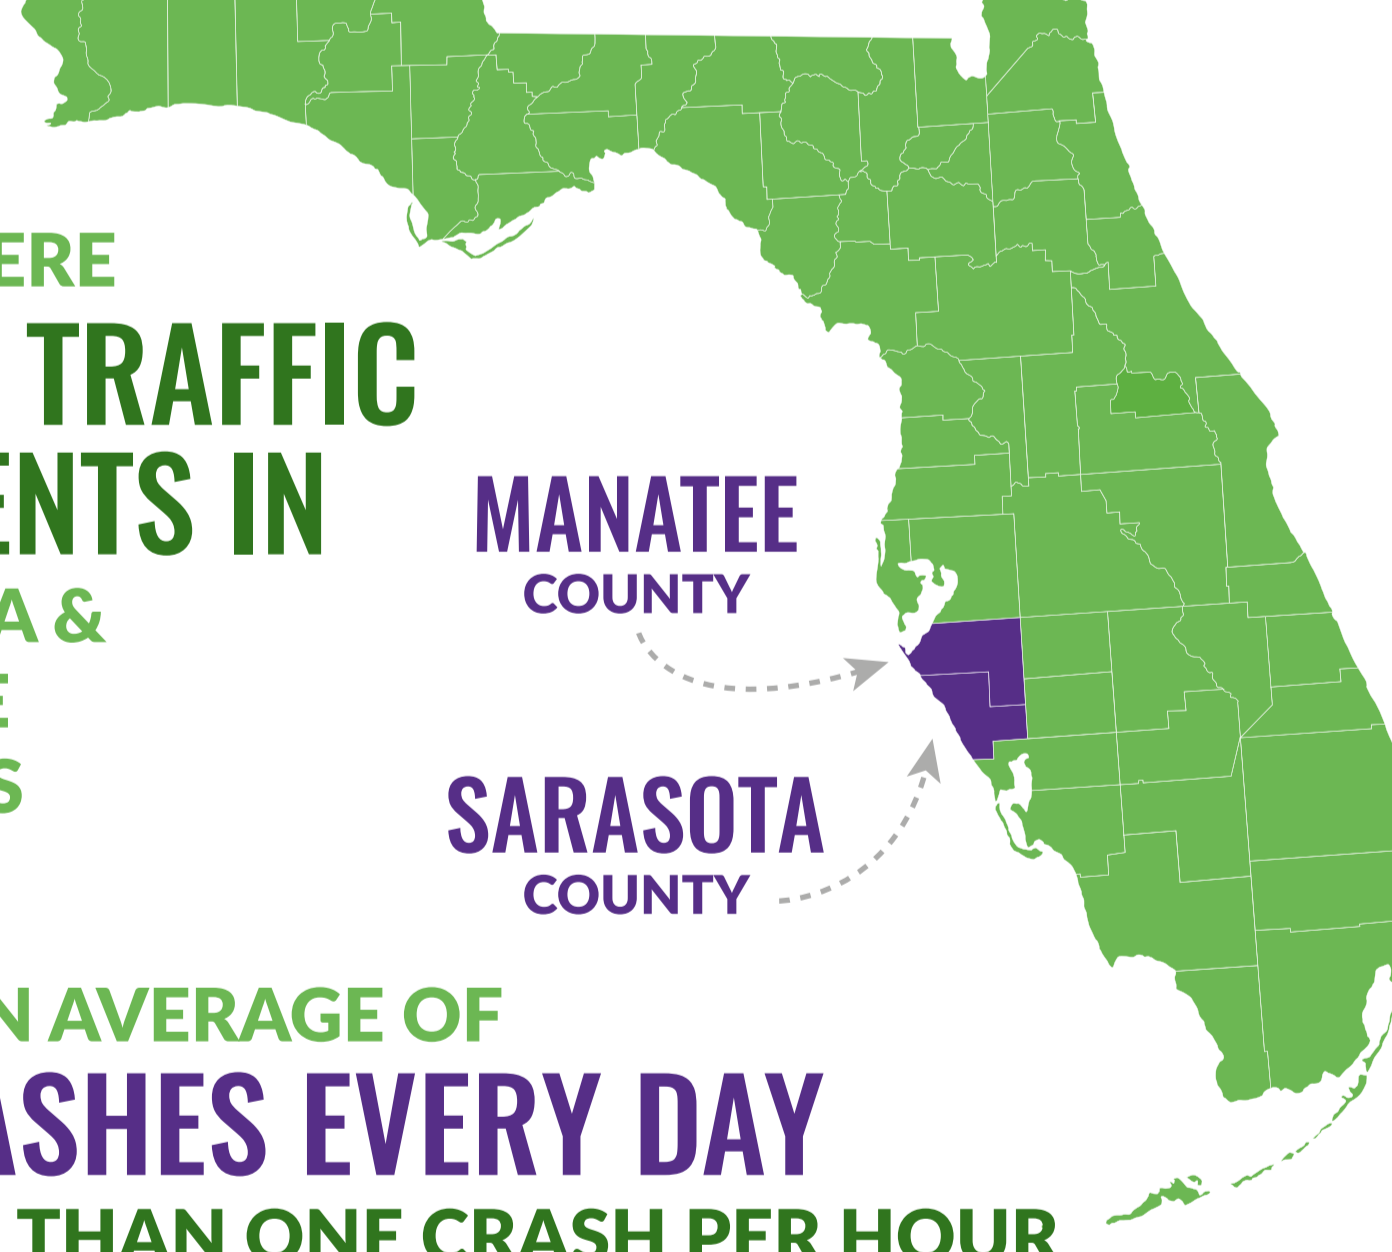 ERE
TRAFFIC
ENTS IN
A &
E
S
MANATEE
COUNTY
SARASOTA
COUNTY
N AVERAGE OF
ASHES EVERY DAY
THAN ONE CRASH PER HOUR